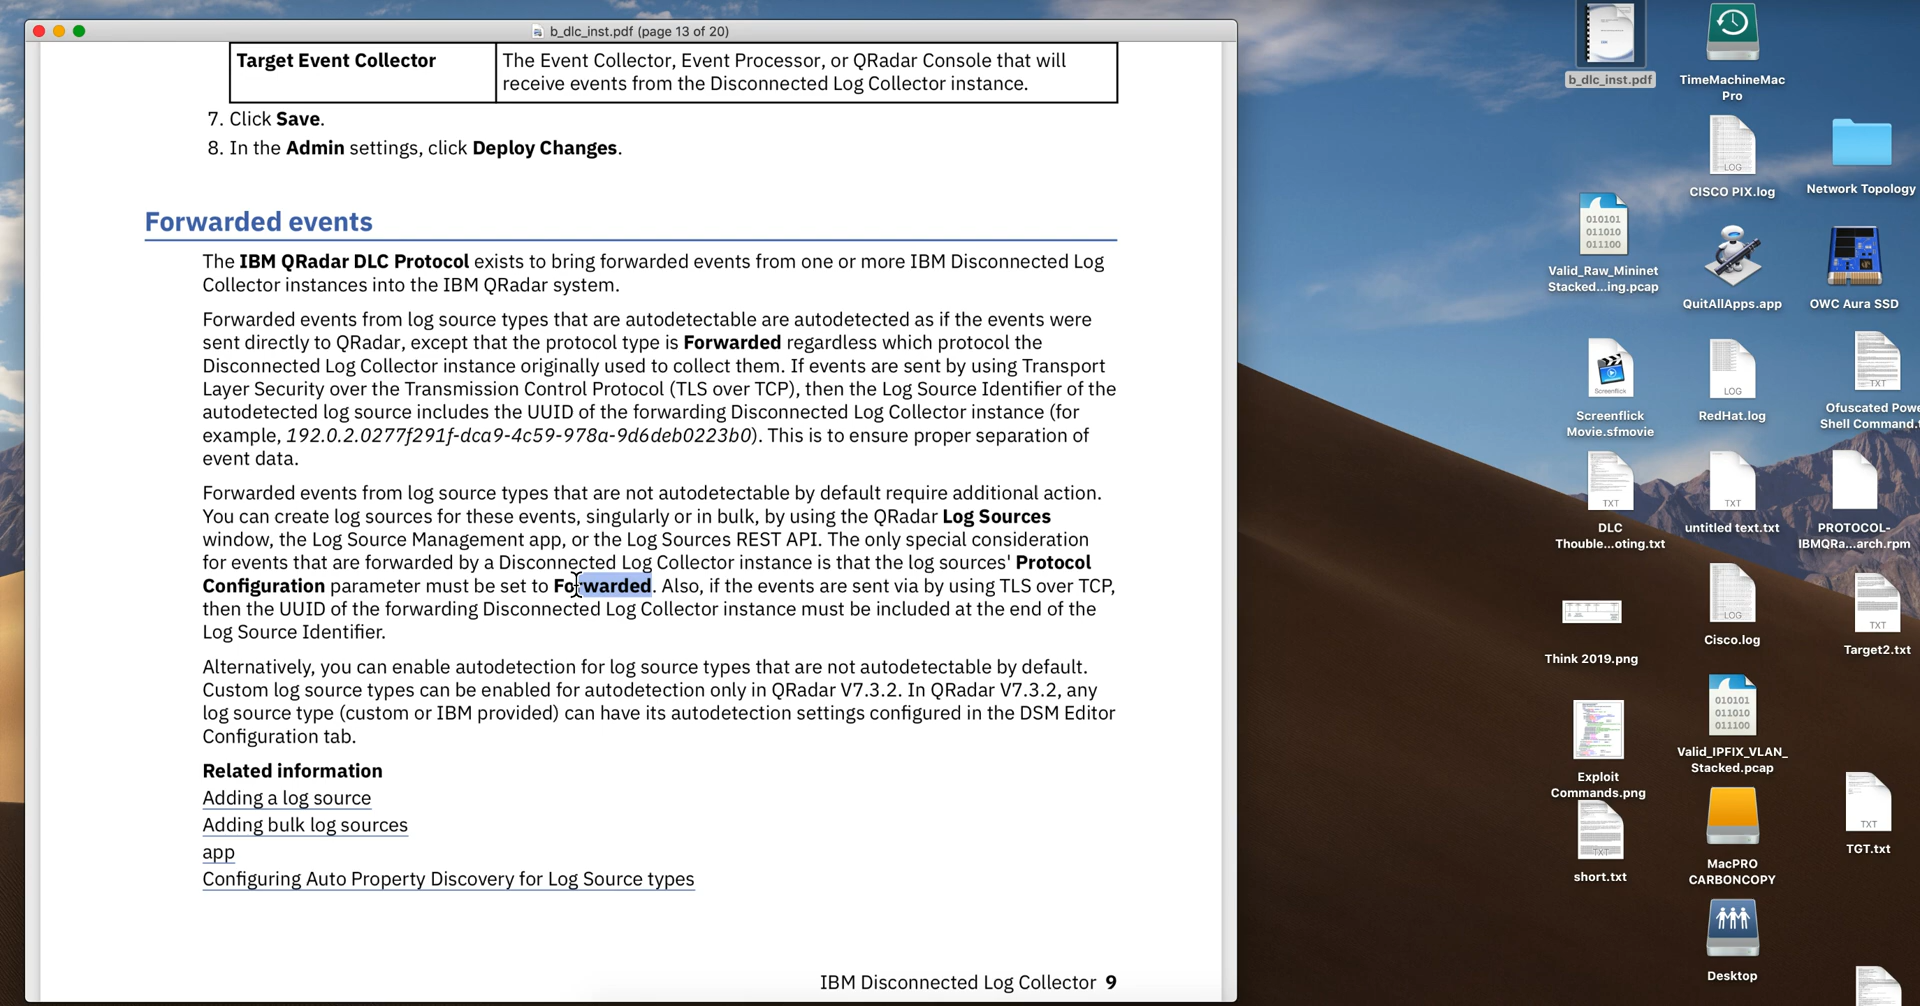 b_dlc_inst.pdf (page 13 of 20)
Target Event Collector
The Event Collector, Event Processor, or QRadar Console that will
receive events from the Disconnected Log Collector instance.
7. Click Save.
8. In the Admin settings, click Deploy Changes.
Forwarded events
The IBM QRadar DLC Protocol exists to bring forwarded events from one or more IBM Disconnected Log
Collector instances into the IBM QRadar system.
Forwarded events from log source types that are autodetectable are autodetected as if the events were
sent directly to QRadar, except that the protocol type is Forwarded regardless which protocol the
Disconnected Log Collector instance originally used to collect them. If events are sent by using Transport
Layer Security over the Transmission Control Protocol (TLS over TCP), then the Log Source Identifier of the
autodetected log source includes the UUID of the forwarding Disconnected Log Collector instance (for
example, 192.0.2.0277f291f-dca9-4c59-978a-9d6deb0223b0). This is to ensure proper separation of
event data.
Forwarded events from log source types that are not autodetectable by default require additional action.
You can create log sources for these events, singularly or in bulk, by using the QRadar Log Sources
window, the Log Source Management app, or the Log Sources REST API. The only special consideration
for events that are forwarded by a Disconnected Log Collector instance is that the log sources' Protocol
Configuration parameter must be set to Forwarded. Also, if the events are sent via by using TLS over TCP,
then the UUID of the forwarding Disconnected Log Collector instance must be included at the end of the
Log Source Identifier.
Alternatively, you can enable autodetection for log source types that are not autodetectable by default.
Custom log source types can be enabled for autodetection only in QRadar V7.3.2. In QRadar V7.3.2, any
log source type (custom or IBM provided) can have its autodetection settings configured in the DSM Editor
Configuration tab.
Related information
Adding a log source
Adding bulk log sources
app
Configuring Auto Property Discovery for Log Source types
IBM Disconnected Log Collector 9
b_dlc_inst.pdf
TimeMachineMac
Pro
LOG
CISCO PIX.log
Network Topology
010101
011010
011100
Valid_Raw_Mininet
Stacked...ing.pcap
QuitAllApps.app
OWC Aura SSD
Screenflick
Screenflick
Movie.sfmovie
LOG
RedHat.log
TXT
Ofuscated Powe
Shell Command.t
TXT
DLC
Thouble...oting.txt
TXT
untitled text.txt
PROTOCOL-
IBMQRa...arch.rpm
Think 2019.png
LOG
Cisco.log
TXT
Target2.txt
Exploit
Commands.png
010101
011010
011100
Valid_IPFIX_VLAN_
Stacked.pcap
TXT
TGT.txt
TXT
short.txt
MacPRO
CARBONCOPY
Desktop